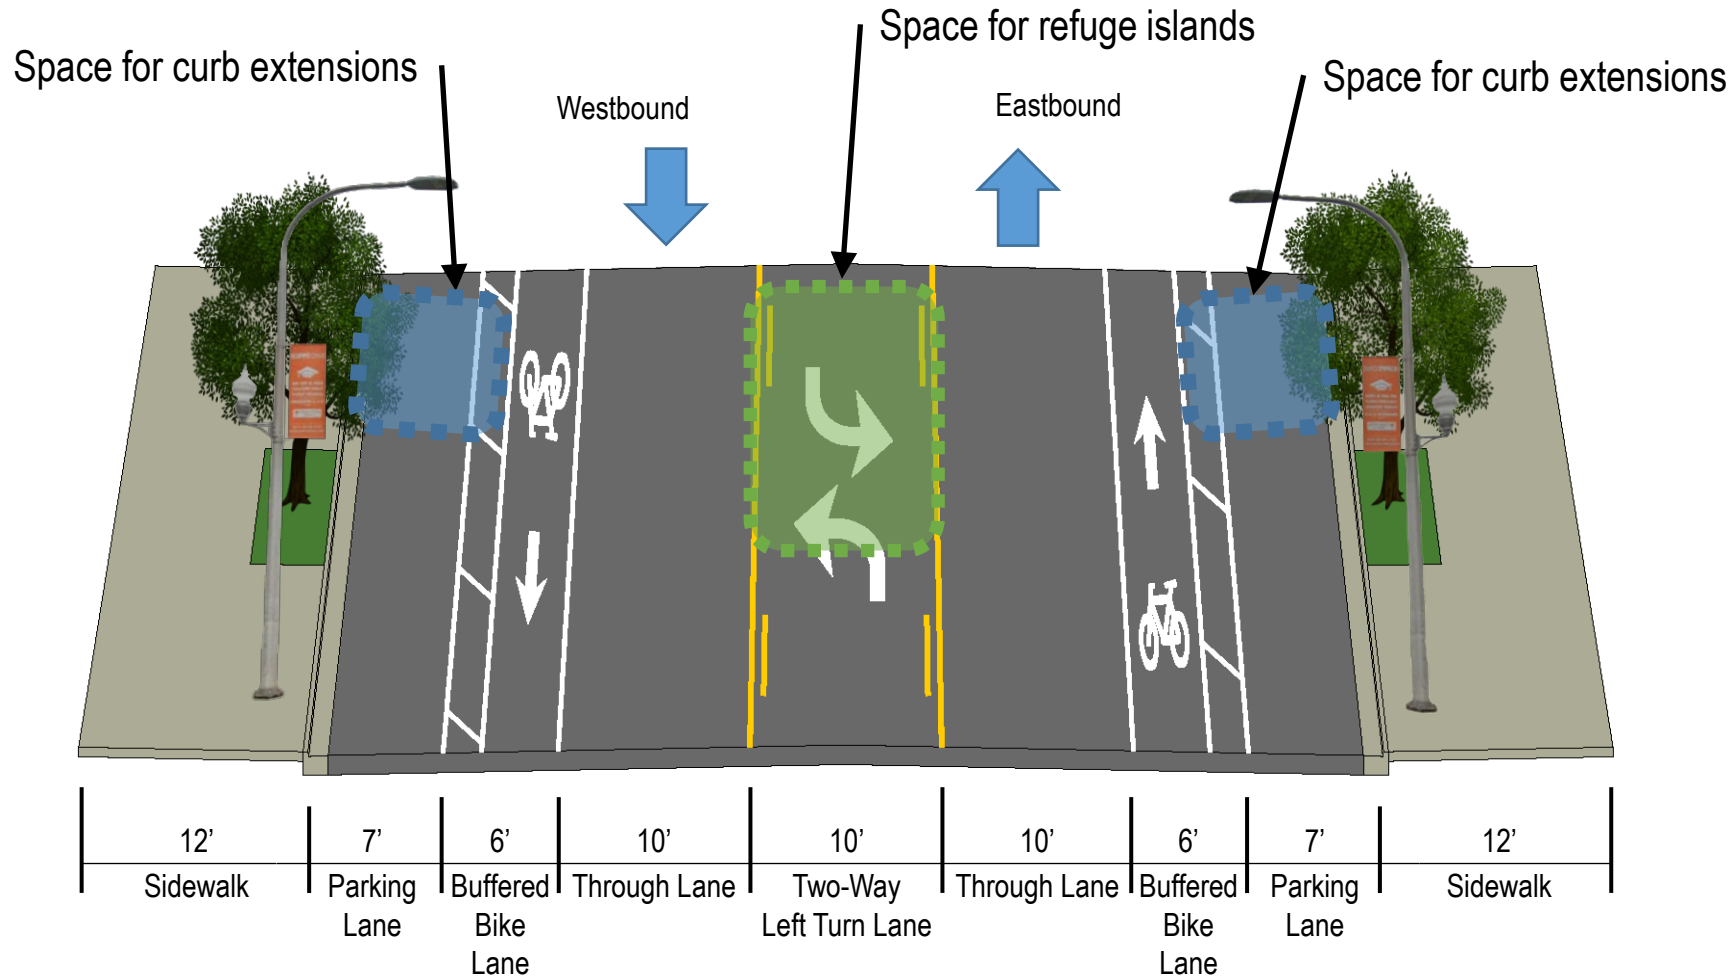 Space for refuge islands
Space for curb extensions
Space for curb extensions
Westbound
Eastbound
12’
7’
6’
10’
10’
10’
6’
7’
12’
Sidewalk
Parking
Lane
Buffered
Bike
Lane
Through Lane
Two-Way
Left Turn Lane
Through Lane
Buffered
Bike
Lane
Parking
Lane
Sidewalk